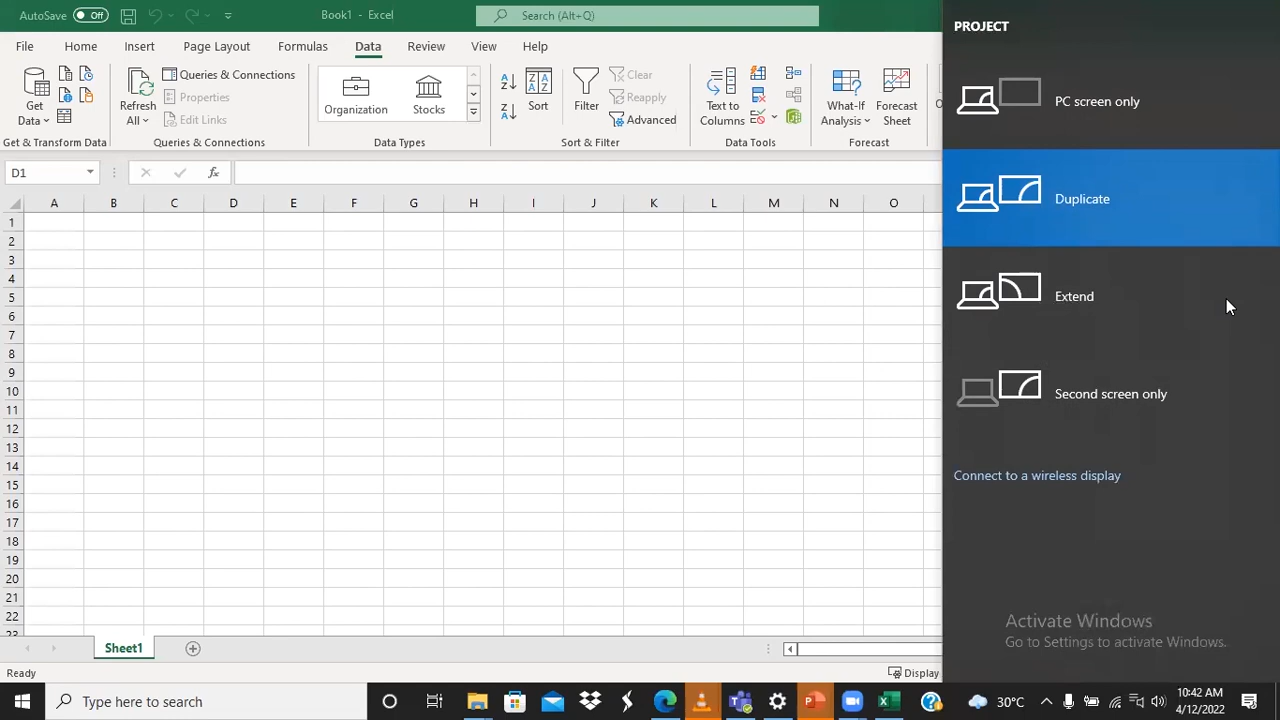 AutoSave Off Book1 - Excel Search (Alt+Q)
File Home Insert Page Layout Formulas Data Review View Help
Get Data
Refresh All
Queries & Connections
Properties
Edit Links
Organization Stocks
Sort
Filter
Clear
Reapply
Advanced
Text to Columns
What-If Analysis
Forecast Sheet
Get & Transform Data Queries & Connections Data Types Sort & Filter Data Tools Forecast
D1 fx
A B C D E F G H I J K L M N O
1
2
3
4
5
6
7
8
9
10
11
12
13
14
15
16
17
18
19
20
21
22
23
Sheet1
Ready Display
PROJECT
PC screen only
Duplicate
Extend
Second screen only
Connect to a wireless display
Activate Windows
Go to Settings to activate Windows.
Type here to search 30°C 10:42 AM
4/12/2022